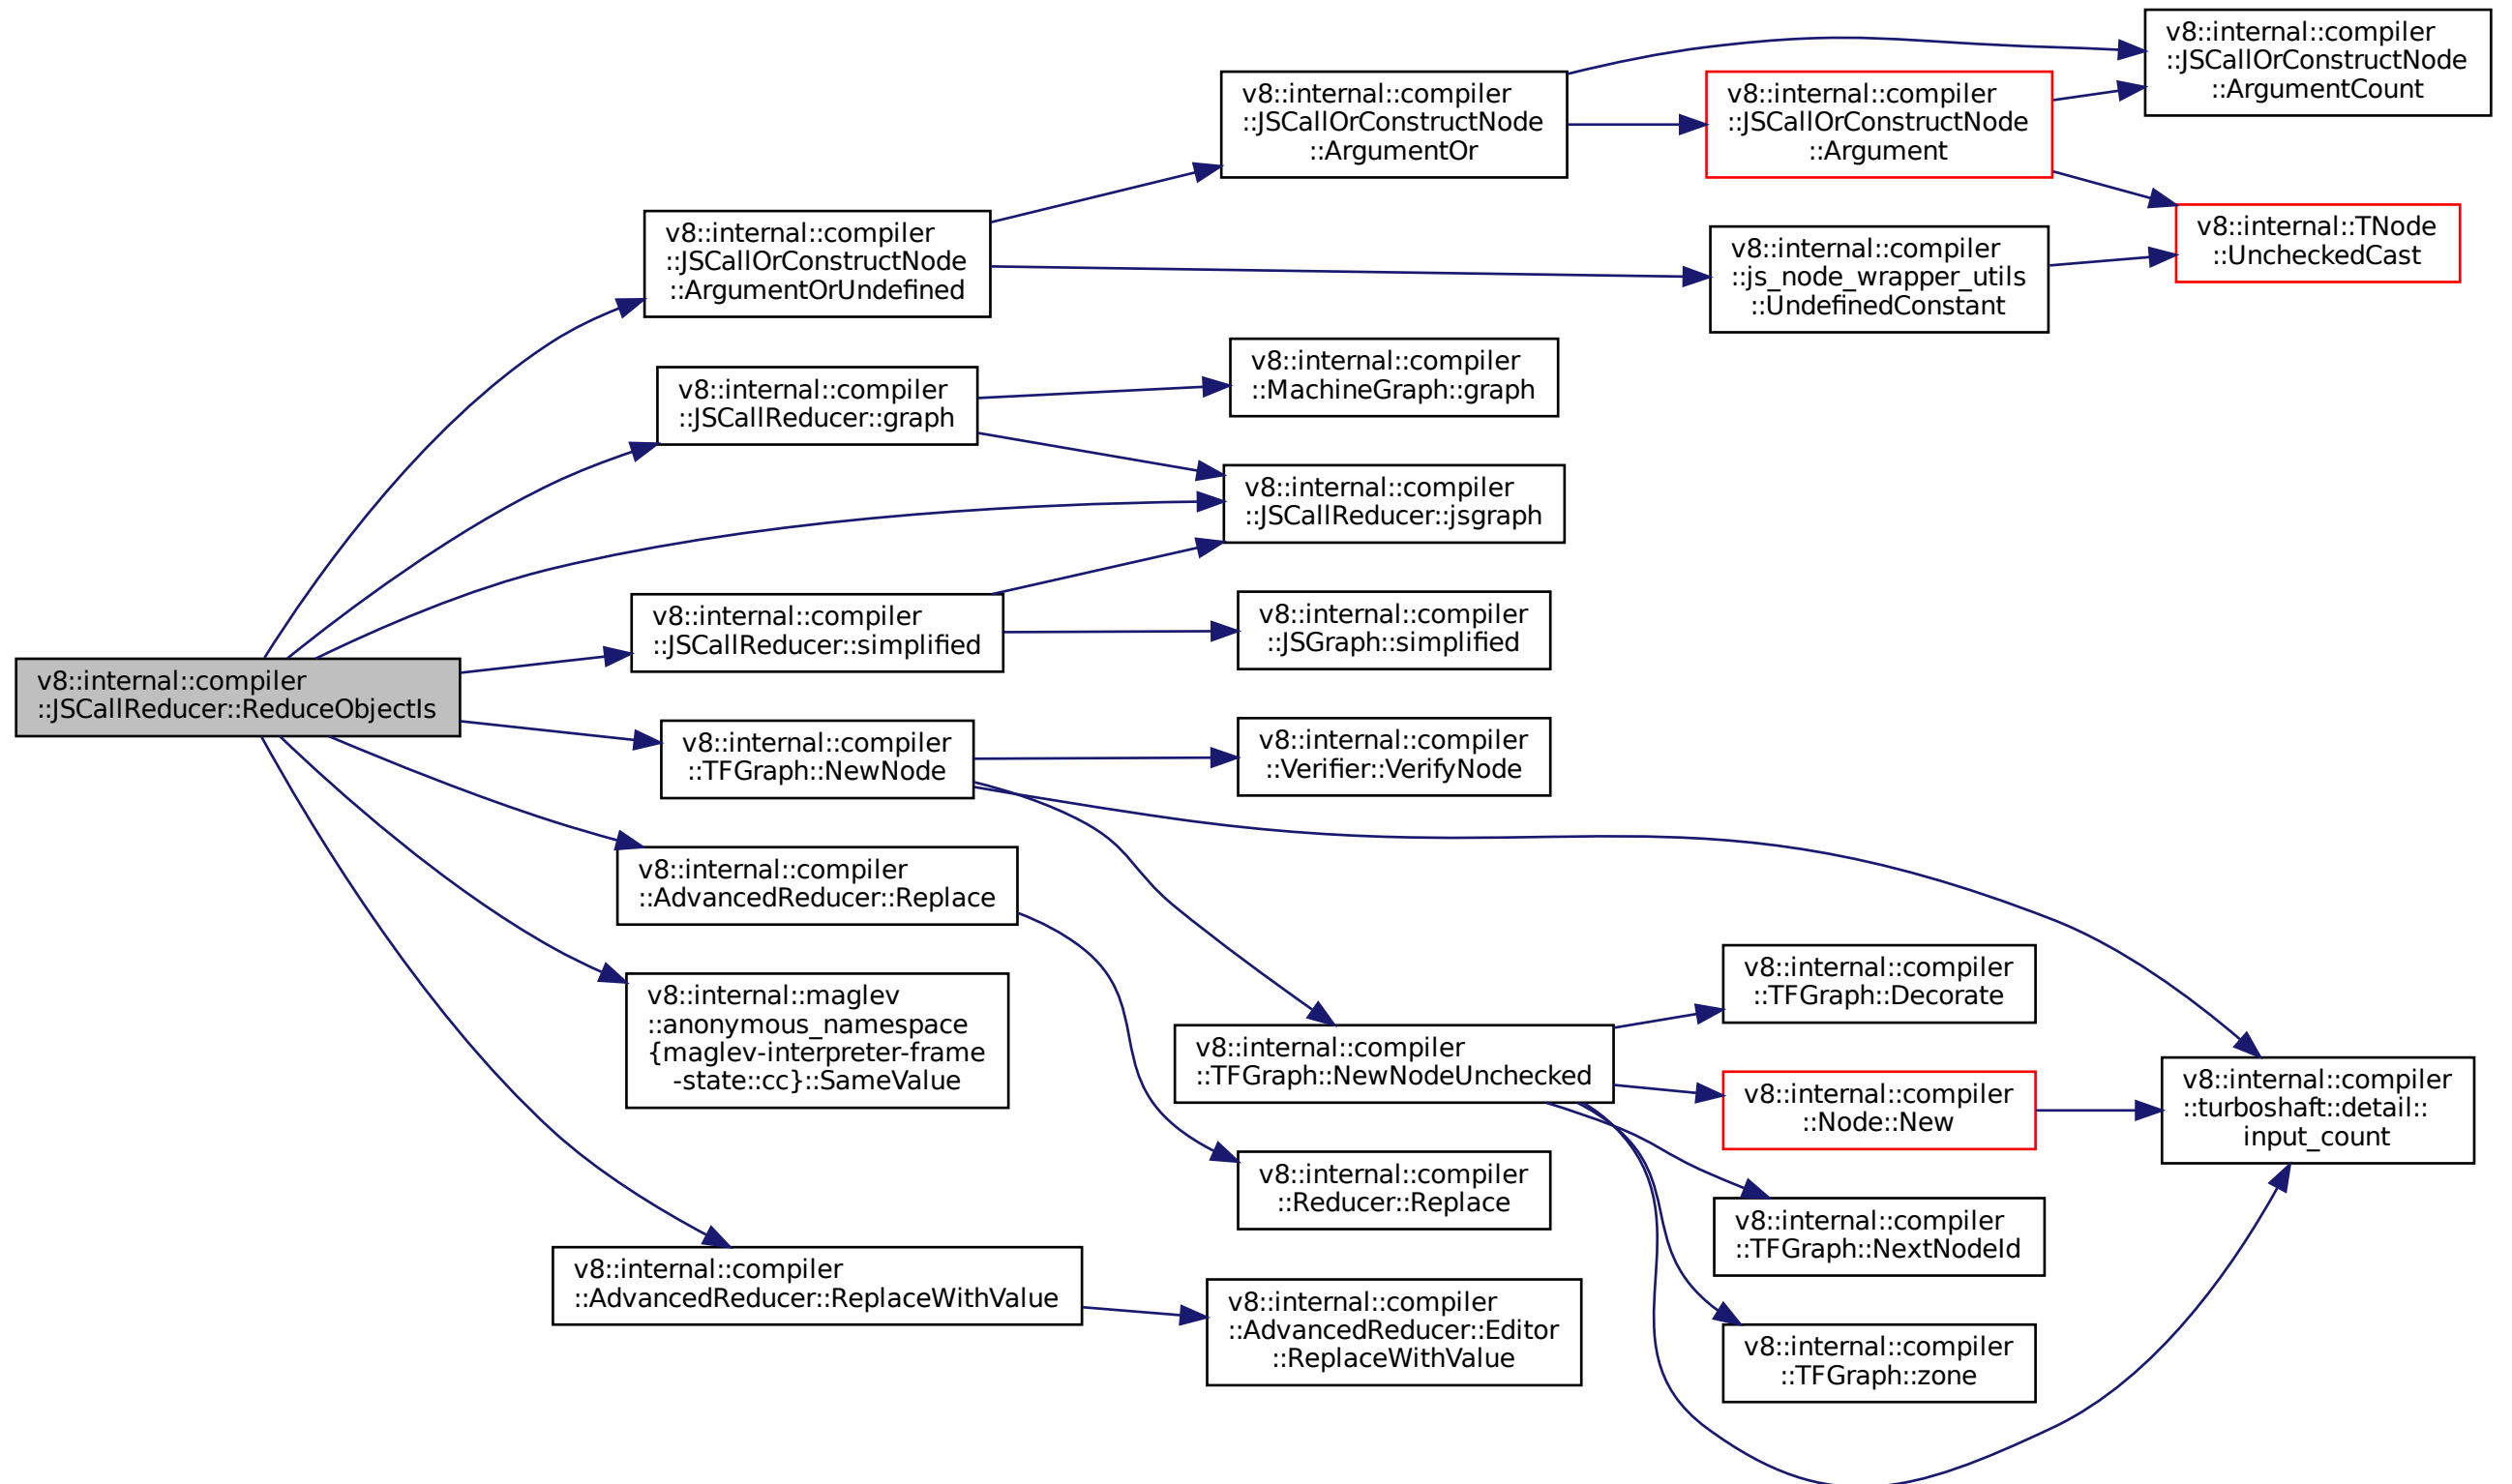 v8::internal::compiler
::JSCallReducer::ReduceObjectIs
v8::internal::compiler
::JSCallOrConstructNode
::ArgumentOrUndefined
v8::internal::compiler
::JSCallReducer::graph
v8::internal::compiler
::JSCallReducer::simplified
v8::internal::compiler
::TFGraph::NewNode
v8::internal::compiler
::AdvancedReducer::Replace
v8::internal::maglev
::anonymous_namespace
{maglev-interpreter-frame
-state::cc}::SameValue
v8::internal::compiler
::AdvancedReducer::ReplaceWithValue
v8::internal::compiler
::JSCallOrConstructNode
::ArgumentOr
v8::internal::compiler
::MachineGraph::graph
v8::internal::compiler
::JSCallReducer::jsgraph
v8::internal::compiler
::JSGraph::simplified
v8::internal::compiler
::Verifier::VerifyNode
v8::internal::compiler
::TFGraph::NewNodeUnchecked
v8::internal::compiler
::Reducer::Replace
v8::internal::compiler
::AdvancedReducer::Editor
::ReplaceWithValue
v8::internal::compiler
::JSCallOrConstructNode
::Argument
v8::internal::compiler
::js_node_wrapper_utils
::UndefinedConstant
v8::internal::compiler
::TFGraph::Decorate
v8::internal::compiler
::Node::New
v8::internal::compiler
::TFGraph::NextNodeId
v8::internal::compiler
::TFGraph::zone
v8::internal::compiler
::JSCallOrConstructNode
::ArgumentCount
v8::internal::TNode
::UncheckedCast
v8::internal::compiler
::turboshaft::detail::
input_count